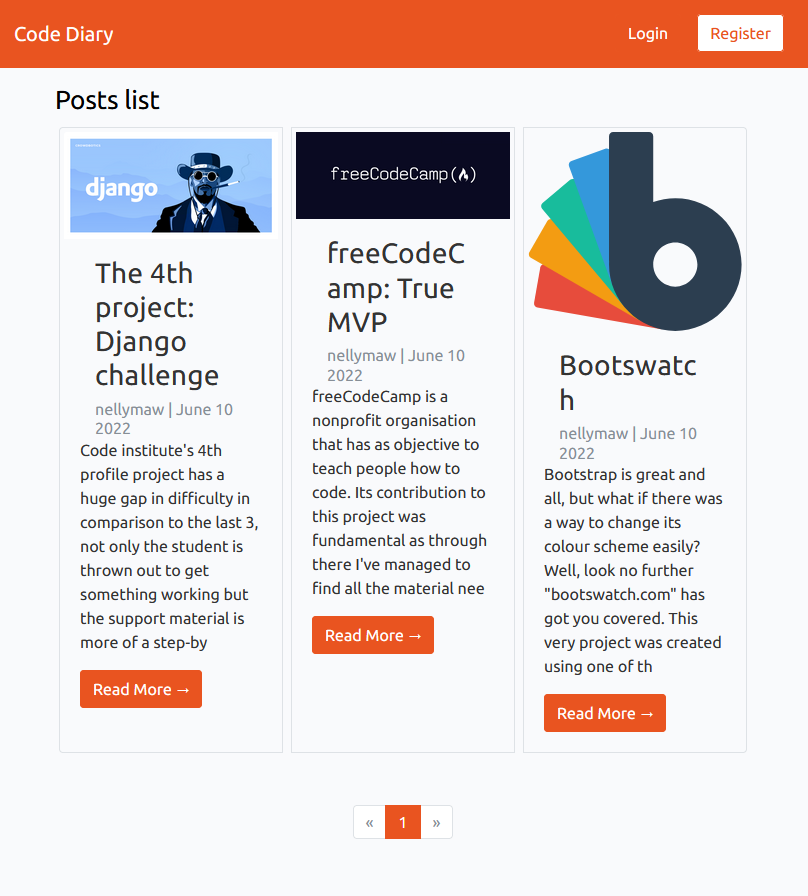 Code Diary
Login
Register
Posts list
django
The 4th
project:
Django
challenge
nellymaw | June 10
2022
Code institute's 4th
profile project has a
huge gap in difficulty in
comparison to the last 3,
not only the student is
thrown out to get
something working but
the support material is
more of a step-by
Read More →
freeCodeCamp(🔥)
freeCodeC
amp: True
MVP
nellymaw | June 10
2022
freeCodeCamp is a
nonprofit organisation
that has as objective to
teach people how to
code. Its contribution to
this project was
fundamental as through
there I've managed to
find all the material nee
Read More →
b
Bootswatc
h
nellymaw | June 10
2022
Bootstrap is great and
all, but what if there was
a way to change its
colour scheme easily?
Well, look no further
"bootswatch.com" has
got you covered. This
very project was created
using one of th
Read More →
« 1 »